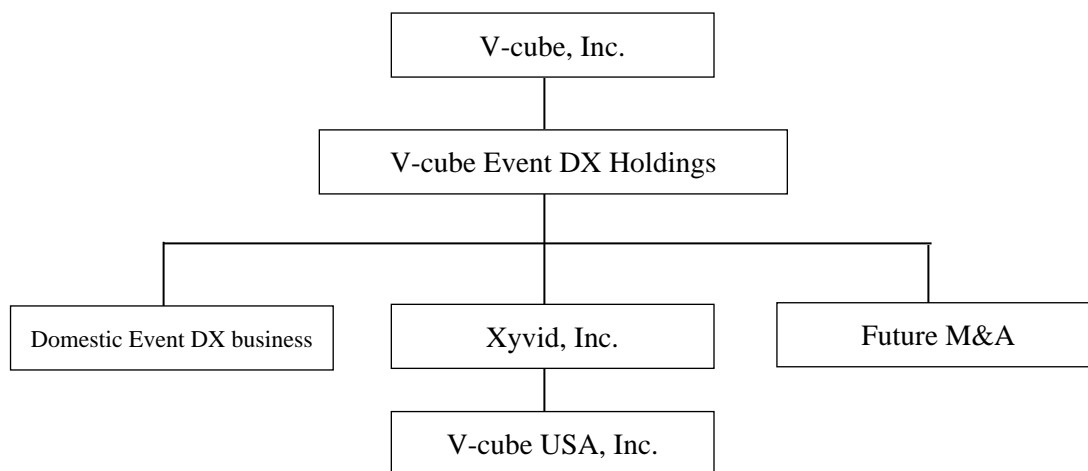 V-cube, Inc.
V-cube Event DX Holdings
Domestic Event DX business
Xyvid, Inc.
Future M&A
V-cube USA, Inc.